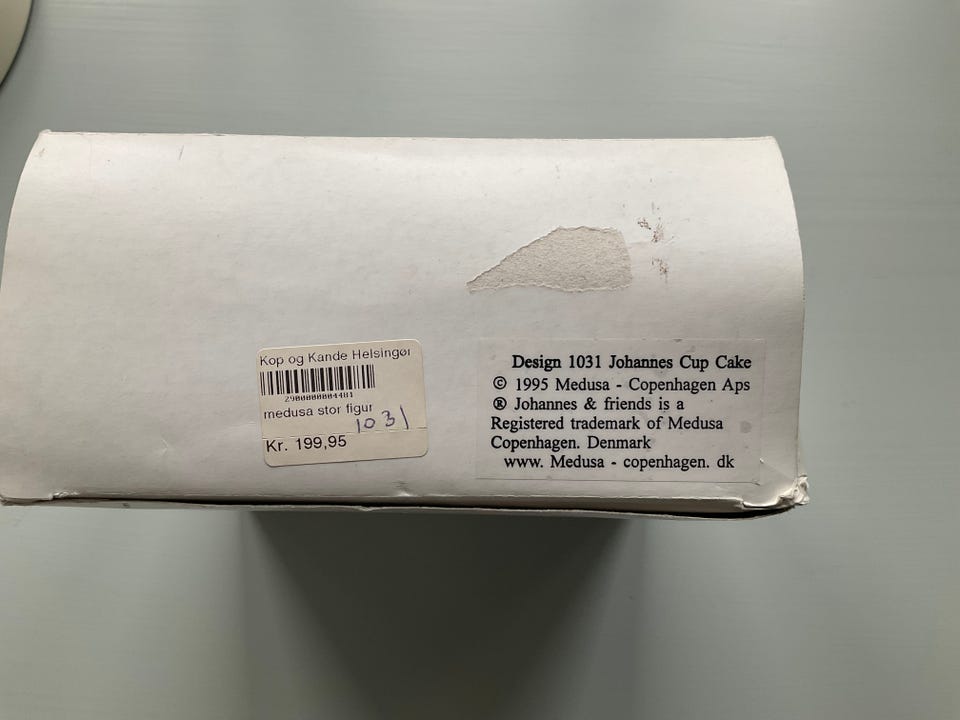 Kop og Kande Helsingør
2900000004481
medusa stor figur
1031
Kr. 199,95
Design 1031 Johannes Cup Cake
© 1995 Medusa - Copenhagen Aps
® Johannes & friends is a
Registered trademark of Medusa
Copenhagen. Denmark
www. Medusa - copenhagen. dk